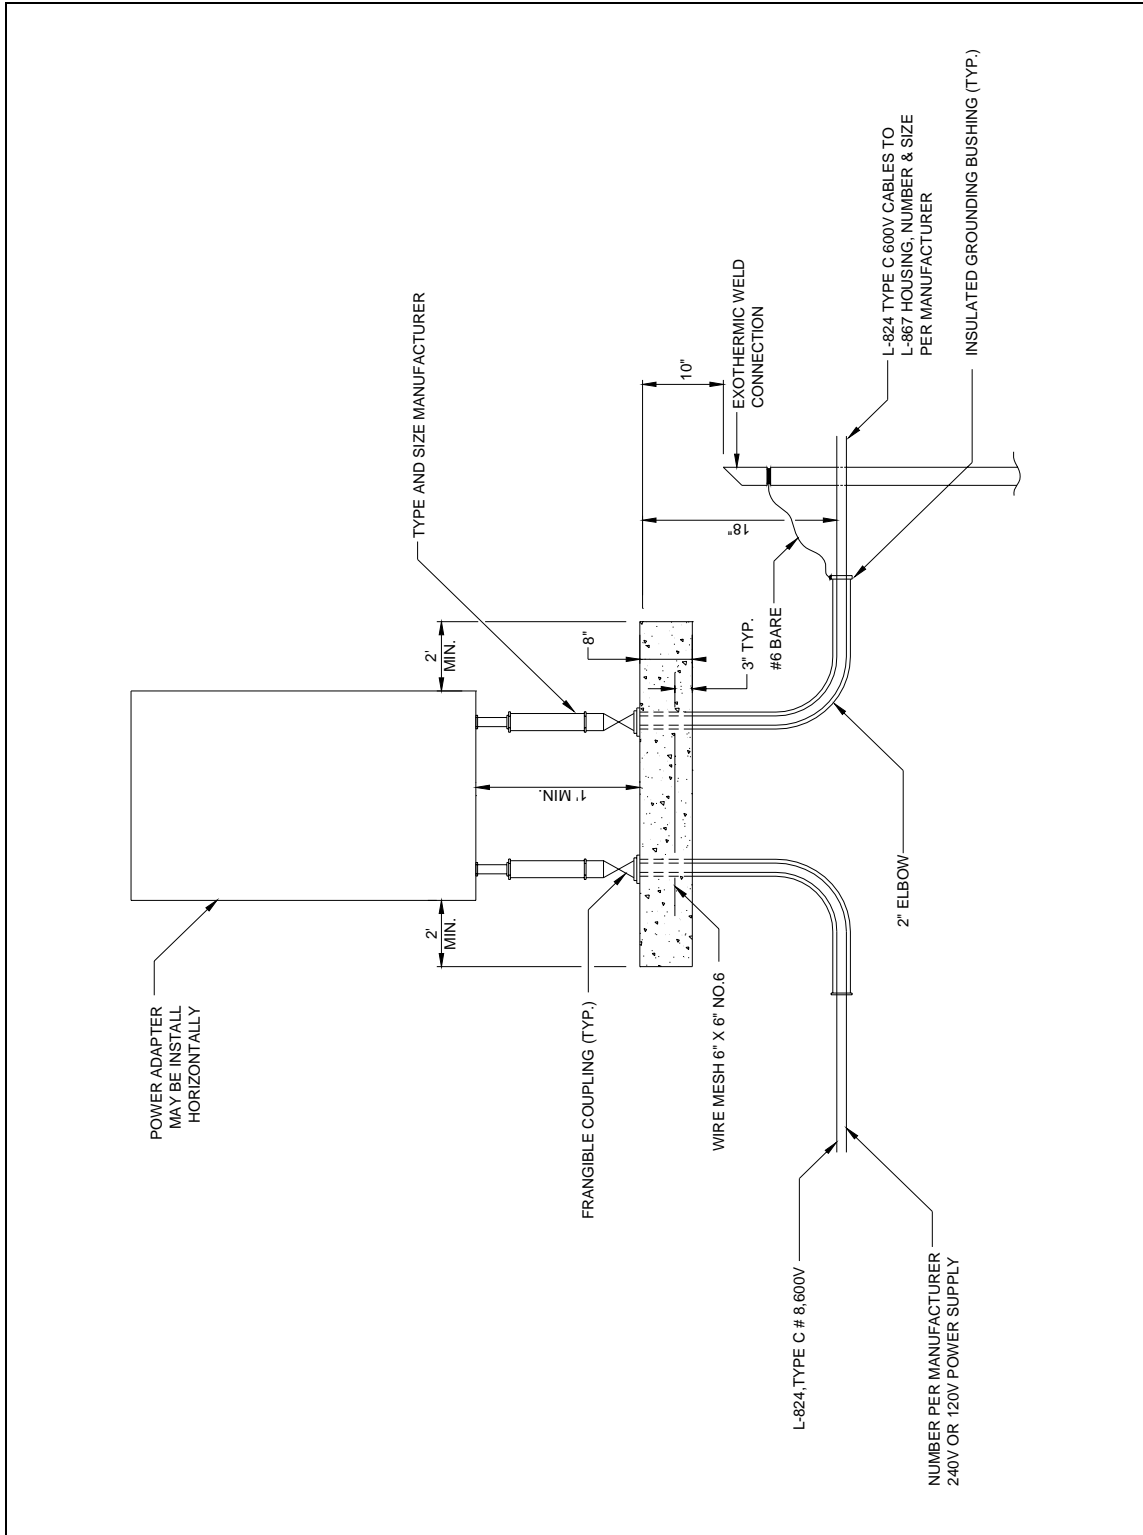 POWER ADAPTER
MAY BE INSTALL
HORIZONTALLY
2'
MIN.
2'
MIN.
TYPE AND SIZE MANUFACTURER
1' MIN.
FRANGIBLE COUPLING (TYP.)
8"
10"
EXOTHERMIC WELD
CONNECTION
18"
3" TYP.
#6 BARE
WIRE MESH 6" X 6" NO.6
L-824 TYPE C 600V CABLES TO
L-867 HOUSING, NUMBER & SIZE
PER MANUFACTURER
INSULATED GROUNDING BUSHING (TYP.)
2" ELBOW
L-824,TYPE C # 8,600V
NUMBER PER MANUFACTURER
240V OR 120V POWER SUPPLY